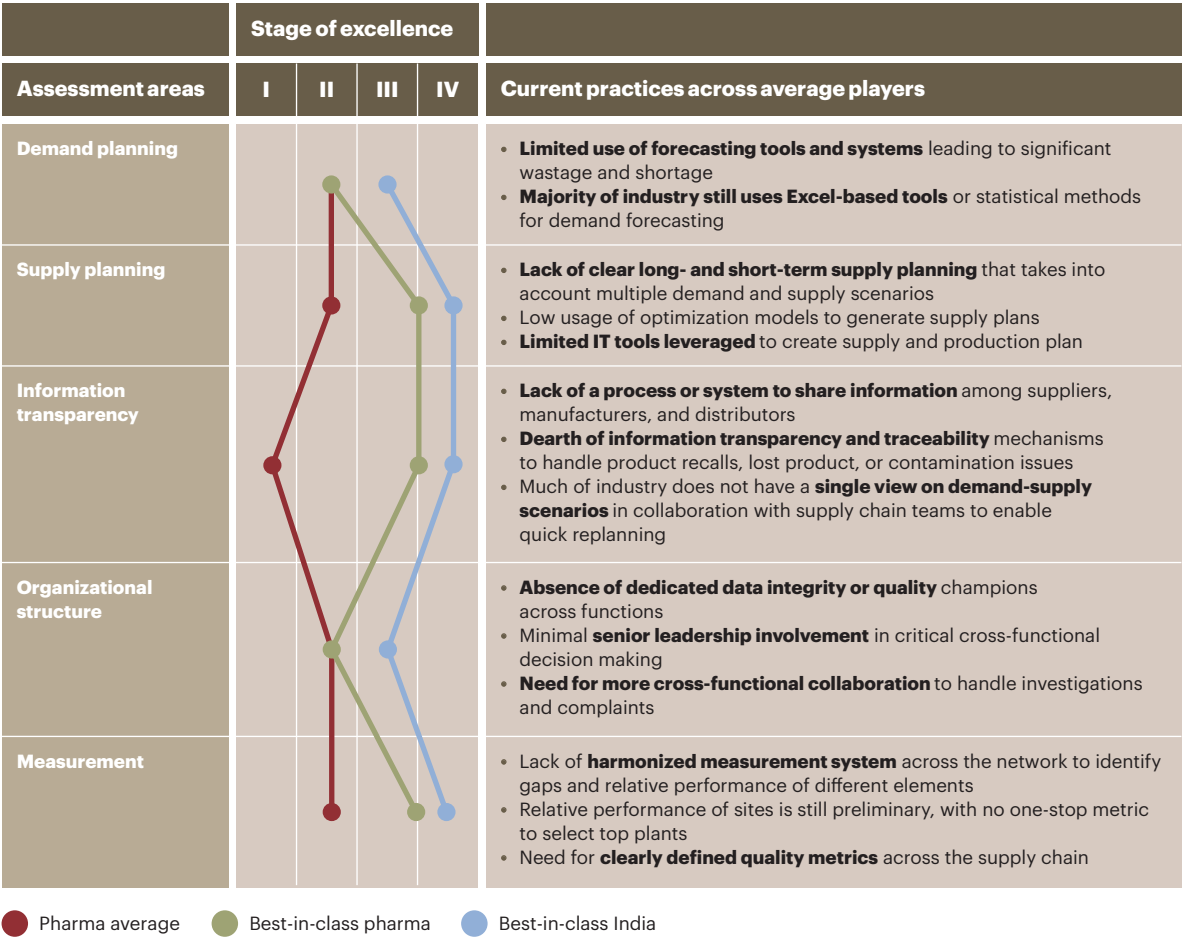 Stage of excellence
Assessment areas
I II III IV
Current practices across average players
Demand planning
• Limited use of forecasting tools and systems leading to significant
wastage and shortage
• Majority of industry still uses Excel-based tools or statistical methods
for demand forecasting
Supply planning
• Lack of clear long- and short-term supply planning that takes into
account multiple demand and supply scenarios
• Low usage of optimization models to generate supply plans
• Limited IT tools leveraged to create supply and production plan
Information
transparency
• Lack of a process or system to share information among suppliers,
manufacturers, and distributors
• Dearth of information transparency and traceability mechanisms
to handle product recalls, lost product, or contamination issues
• Much of industry does not have a single view on demand-supply
scenarios in collaboration with supply chain teams to enable
quick replanning
Organizational
structure
• Absence of dedicated data integrity or quality champions
across functions
• Minimal senior leadership involvement in critical cross-functional
decision making
• Need for more cross-functional collaboration to handle investigations
and complaints
Measurement
• Lack of harmonized measurement system across the network to identify
gaps and relative performance of different elements
• Relative performance of sites is still preliminary, with no one-stop metric
to select top plants
• Need for clearly defined quality metrics across the supply chain
Pharma average
Best-in-class pharma
Best-in-class India